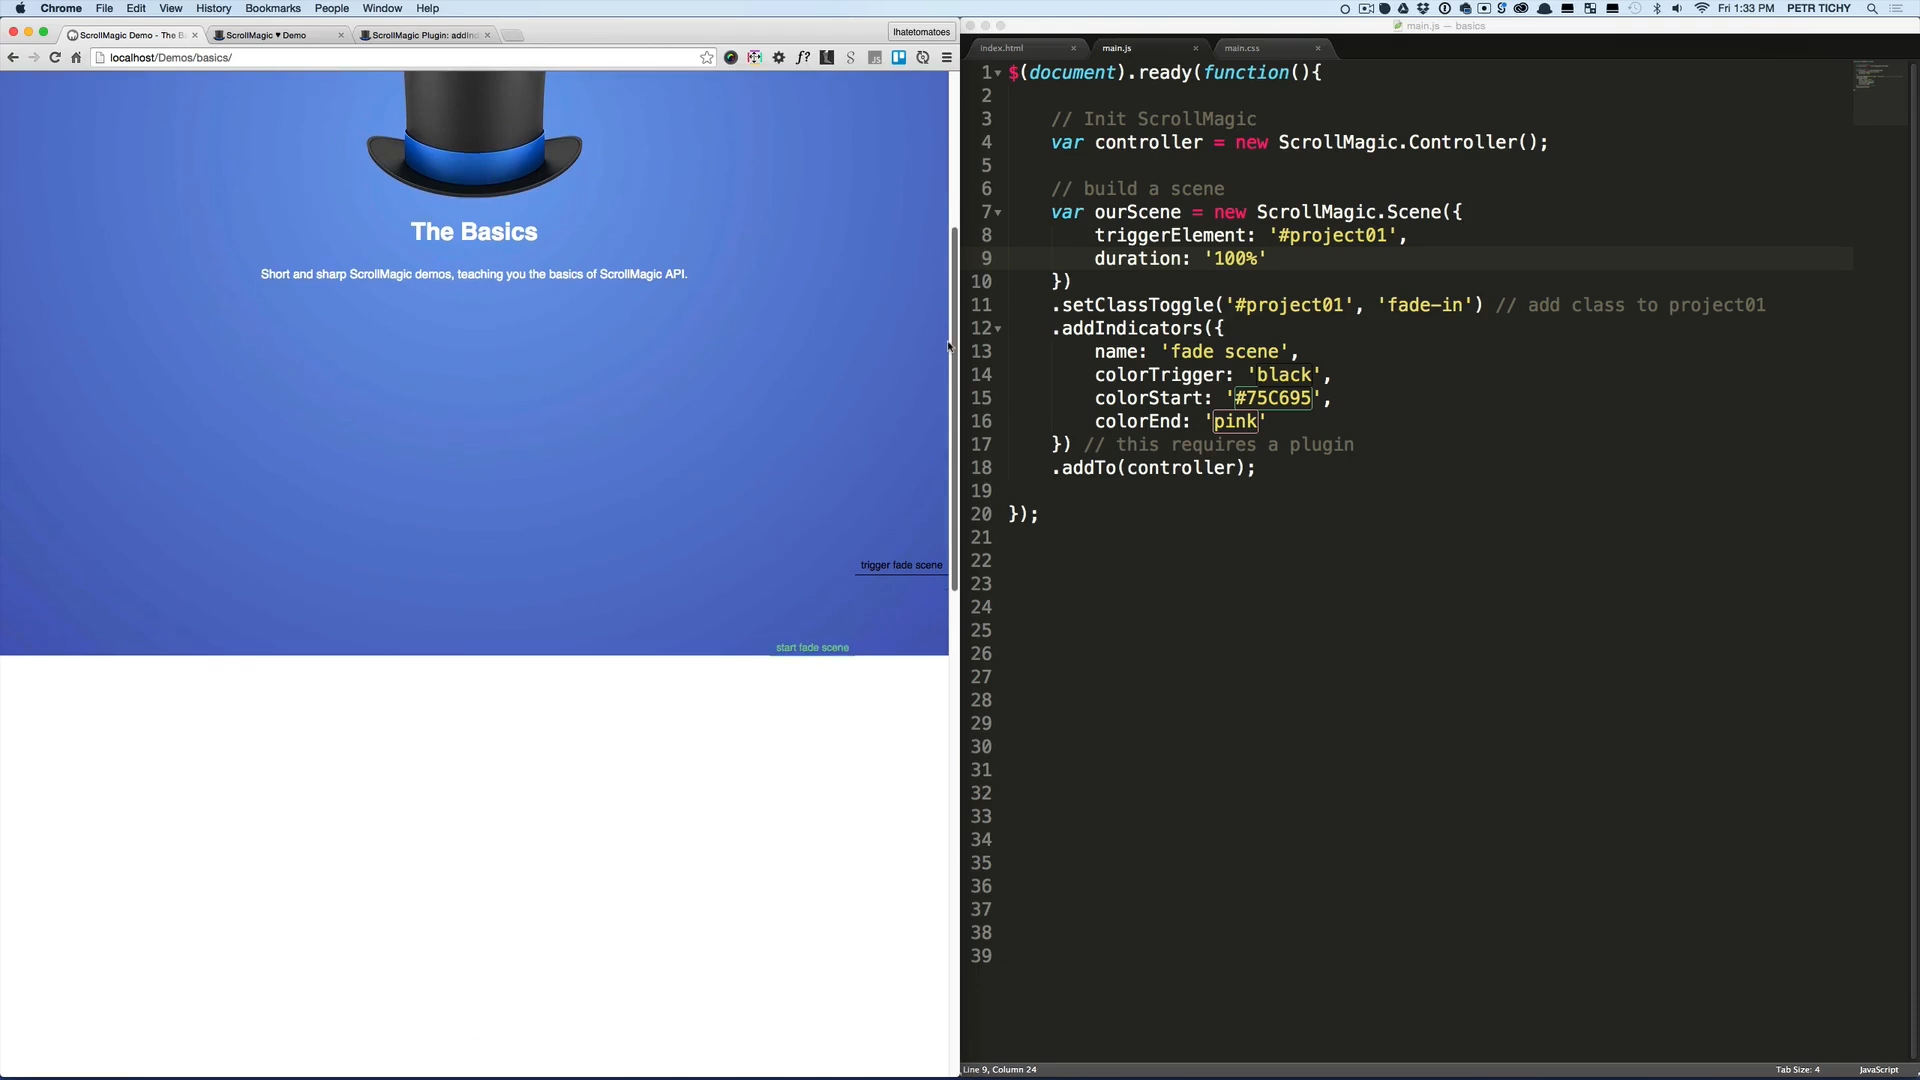 Chrome File Edit View History Bookmarks People Window Help
Fri 1:33 PM PETR TICHY
ScrollMagic Demo - The Ba
ScrollMagic ♥ Demo
ScrollMagic Plugin: addInd
Ihatetomatoes
localhost/Demos/basics/
The Basics
Short and sharp ScrollMagic demos, teaching you the basics of ScrollMagic API.
trigger fade scene
start fade scene
main.js — basics
index.html
main.js
main.css
1 $(document).ready(function(){
2
3 // Init ScrollMagic
4 var controller = new ScrollMagic.Controller();
5
6 // build a scene
7 var ourScene = new ScrollMagic.Scene({
8 triggerElement: '#project01',
9 duration: '100%'
10 })
11 .setClassToggle('#project01', 'fade-in') // add class to project01
12 .addIndicators({
13 name: 'fade scene',
14 colorTrigger: 'black',
15 colorStart: '#75C695',
16 colorEnd: 'pink'
17 }) // this requires a plugin
18 .addTo(controller);
19
20 });
21
22
23
24
25
26
27
28
29
30
31
32
33
34
35
36
37
38
39
Line 9, Column 24
Tab Size: 4
JavaScript